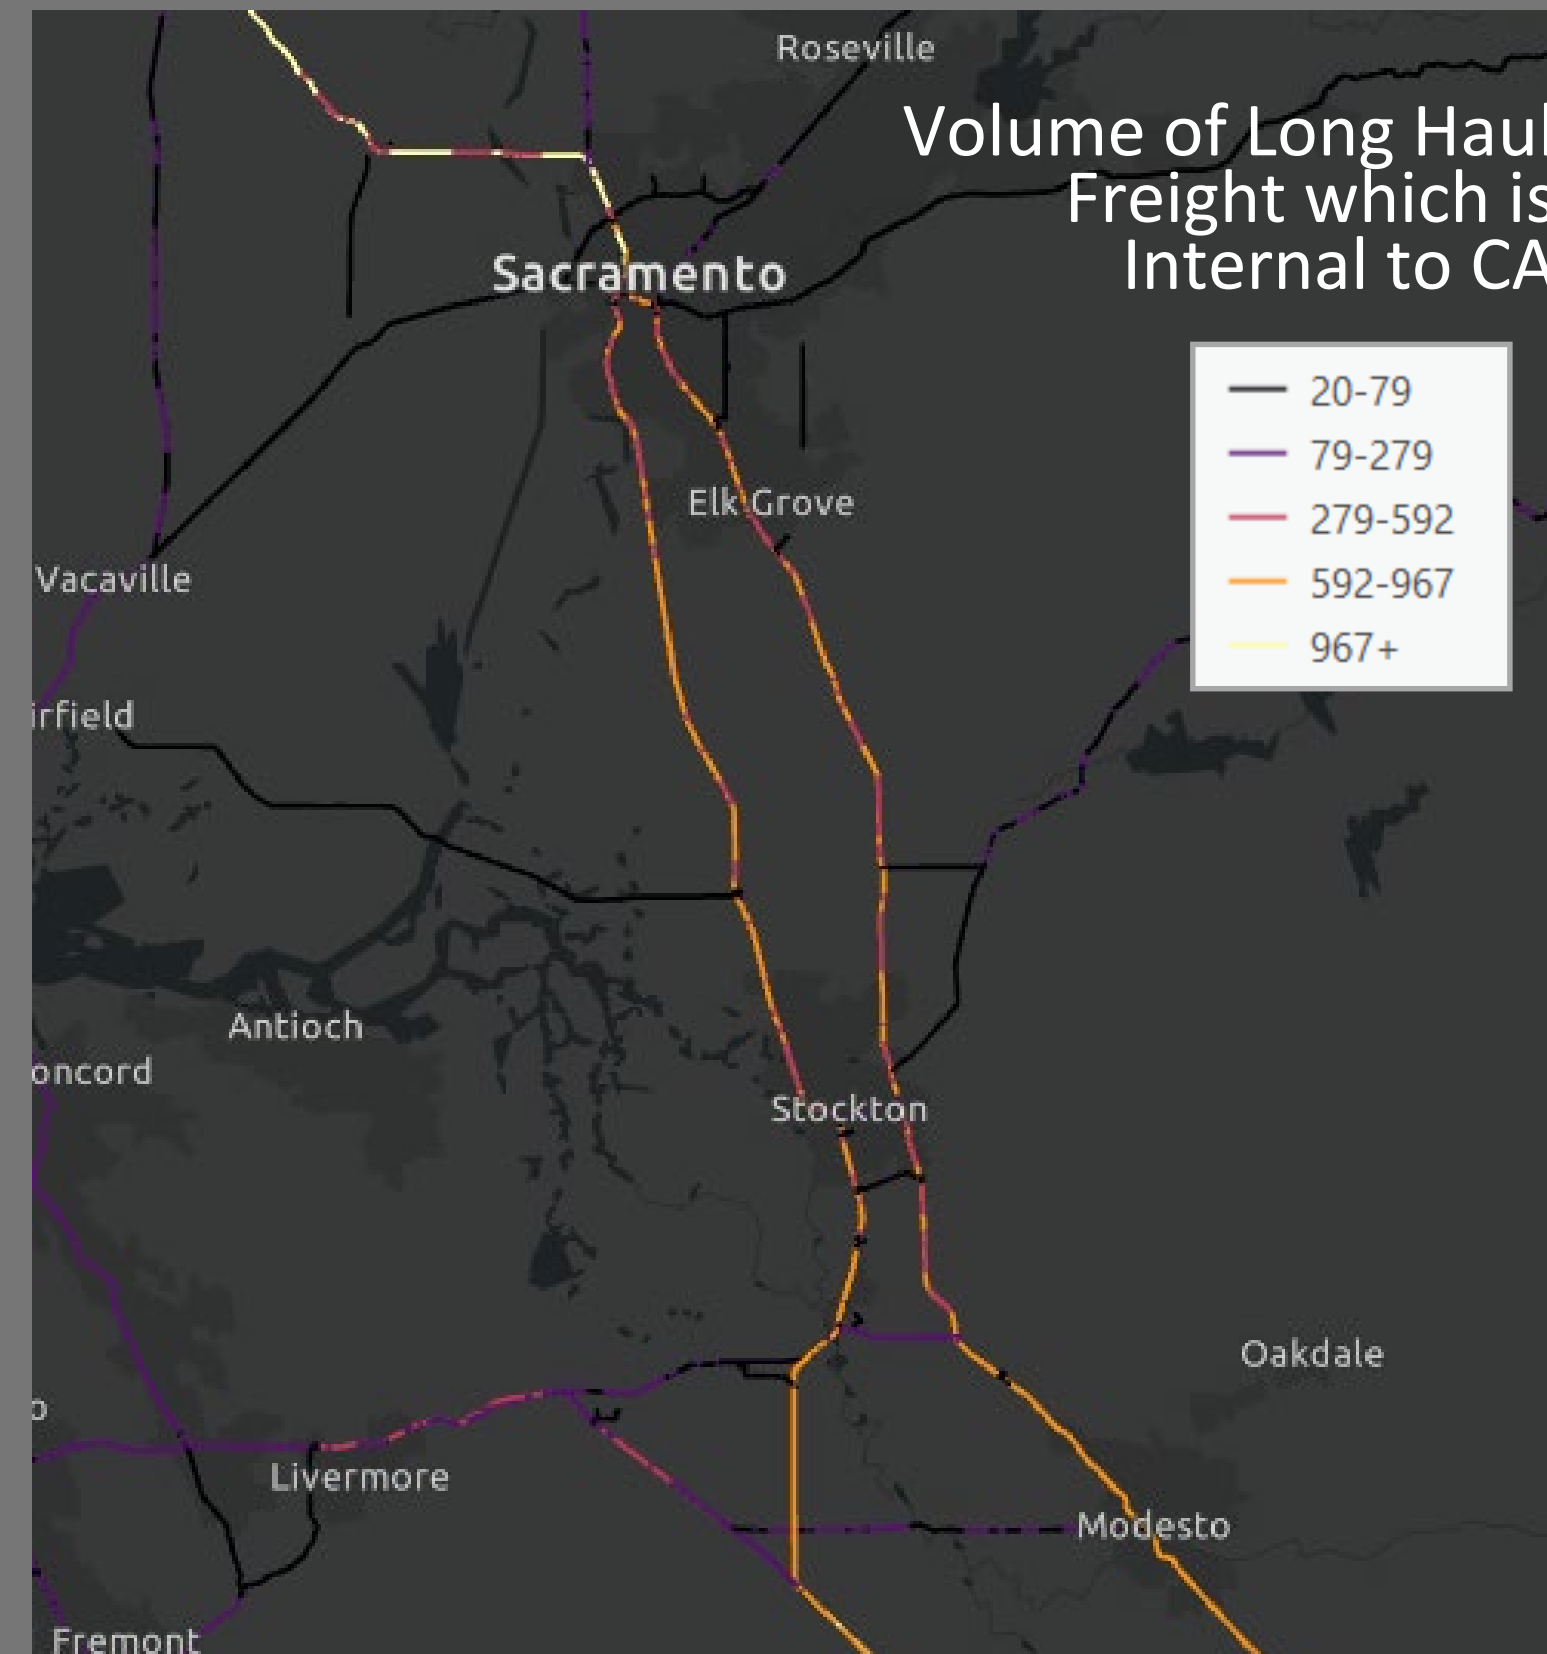 Roseville
Volume of Long Haul
Freight which is
Internal to CA
Sacramento
20-79
79-279
279-592
592-967
967+
Elk Grove
Vacaville
irfield
Antioch
oncord
Stockton
Oakdale
o
Livermore
Modesto
Fremont